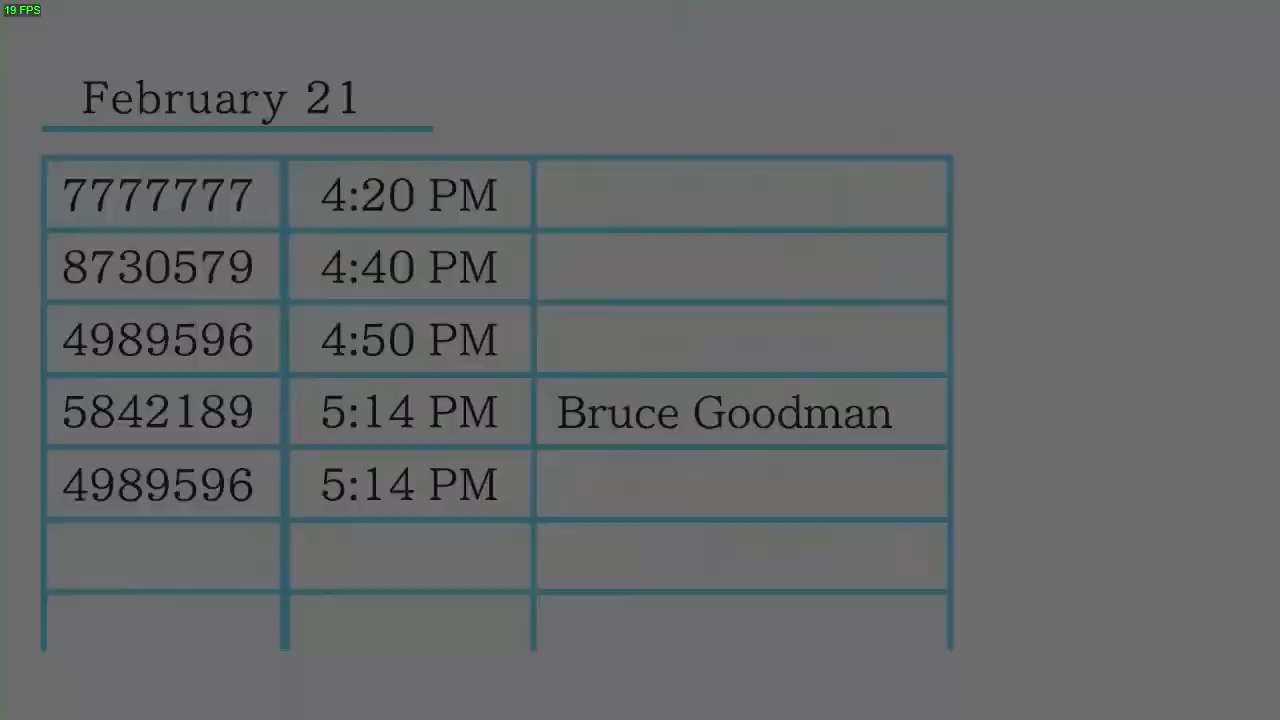 19 FPS
February 21
7777777 4:20 PM
8730579 4:40 PM
4989596 4:50 PM
5842189 5:14 PM Bruce Goodman
4989596 5:14 PM